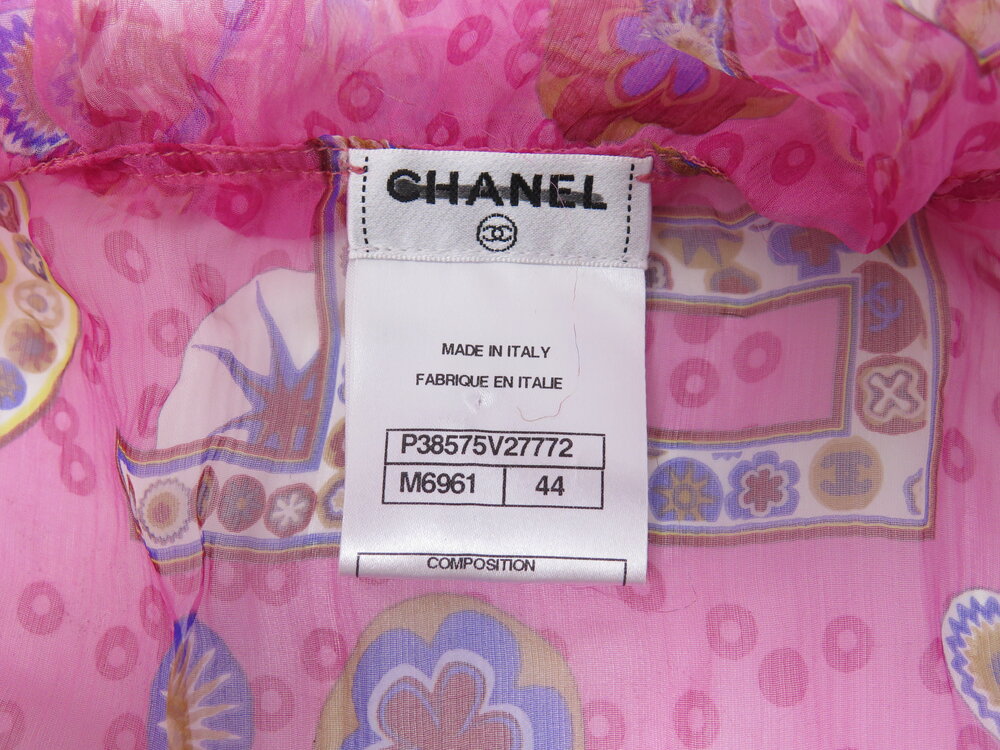 CHANEL
MADE IN ITALY
FABRIQUE EN ITALIE
P38575V27772
M6961 44
COMPOSITION